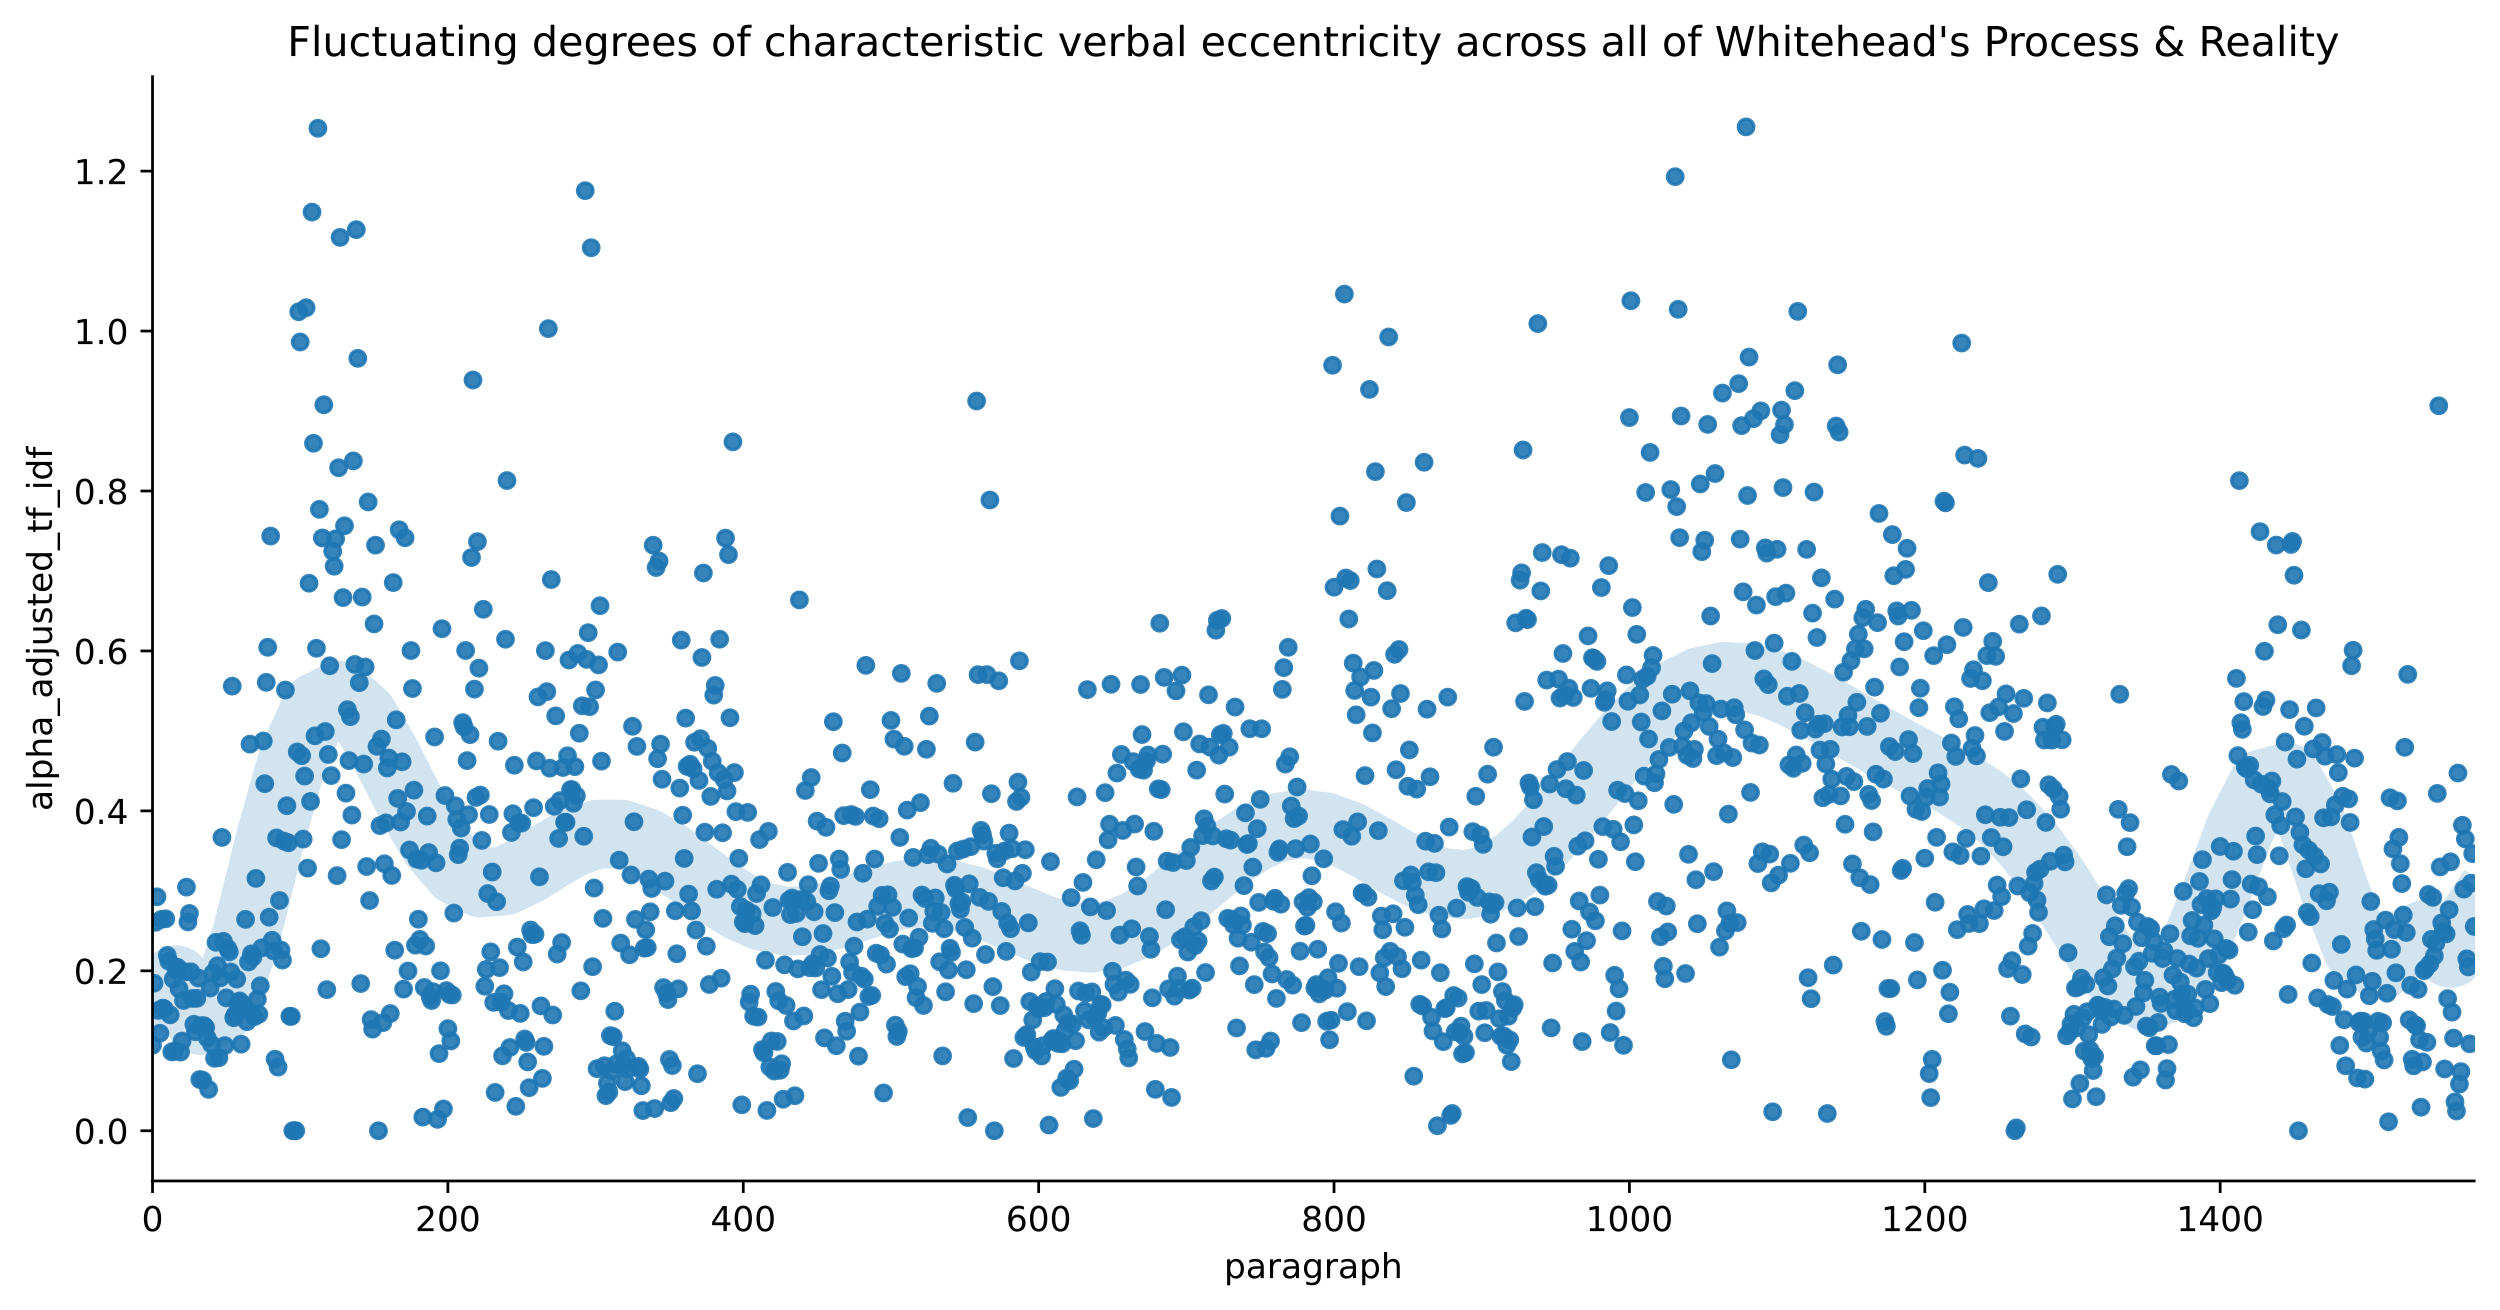 Fluctuating degrees of characteristic verbal eccentricity across all of Whitehead's Process & Reality
alpha_adjusted_tf_idf
1.2
1.0
0.8
0.6
0.4
0.2
0.0
0 200 400 600 800 1000 1200 1400
paragraph